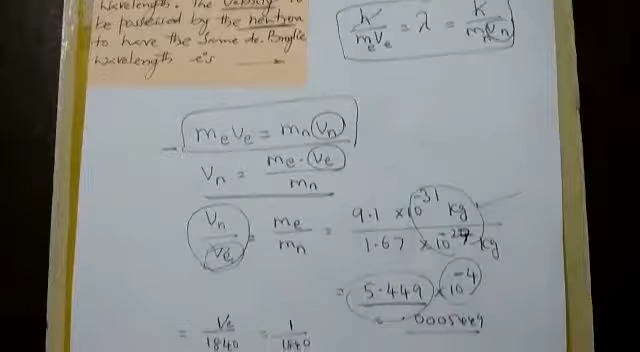 wavelength. The velocity to
be possessed by the neutron
to have the same de-Broglie
wavelength is
h/mₑVₑ = λ = h/mₙVₙ
mₑVₑ = mₙVₙ
Vₙ = mₑ·Vₑ/mₙ
Vₙ/Vₑ = mₑ/mₙ = 9.1 × 10⁻³¹ kg/1.67 × 10⁻²⁷ kg
= 5.449 × 10⁻⁴
= .0005449
= Vₑ/1840 = 1/1840